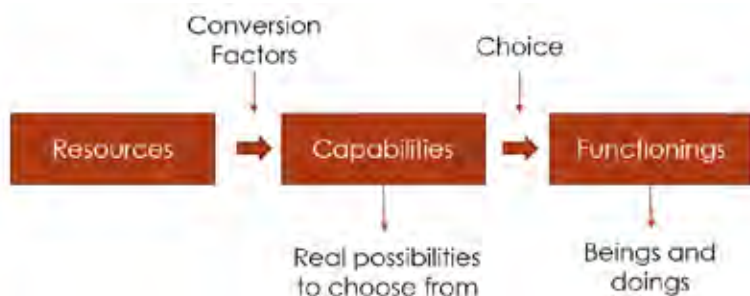 Conversion
Factors
Choice
Resources
Capabilities
Functionings
Real possibilities
to choose from
Beings and
doings